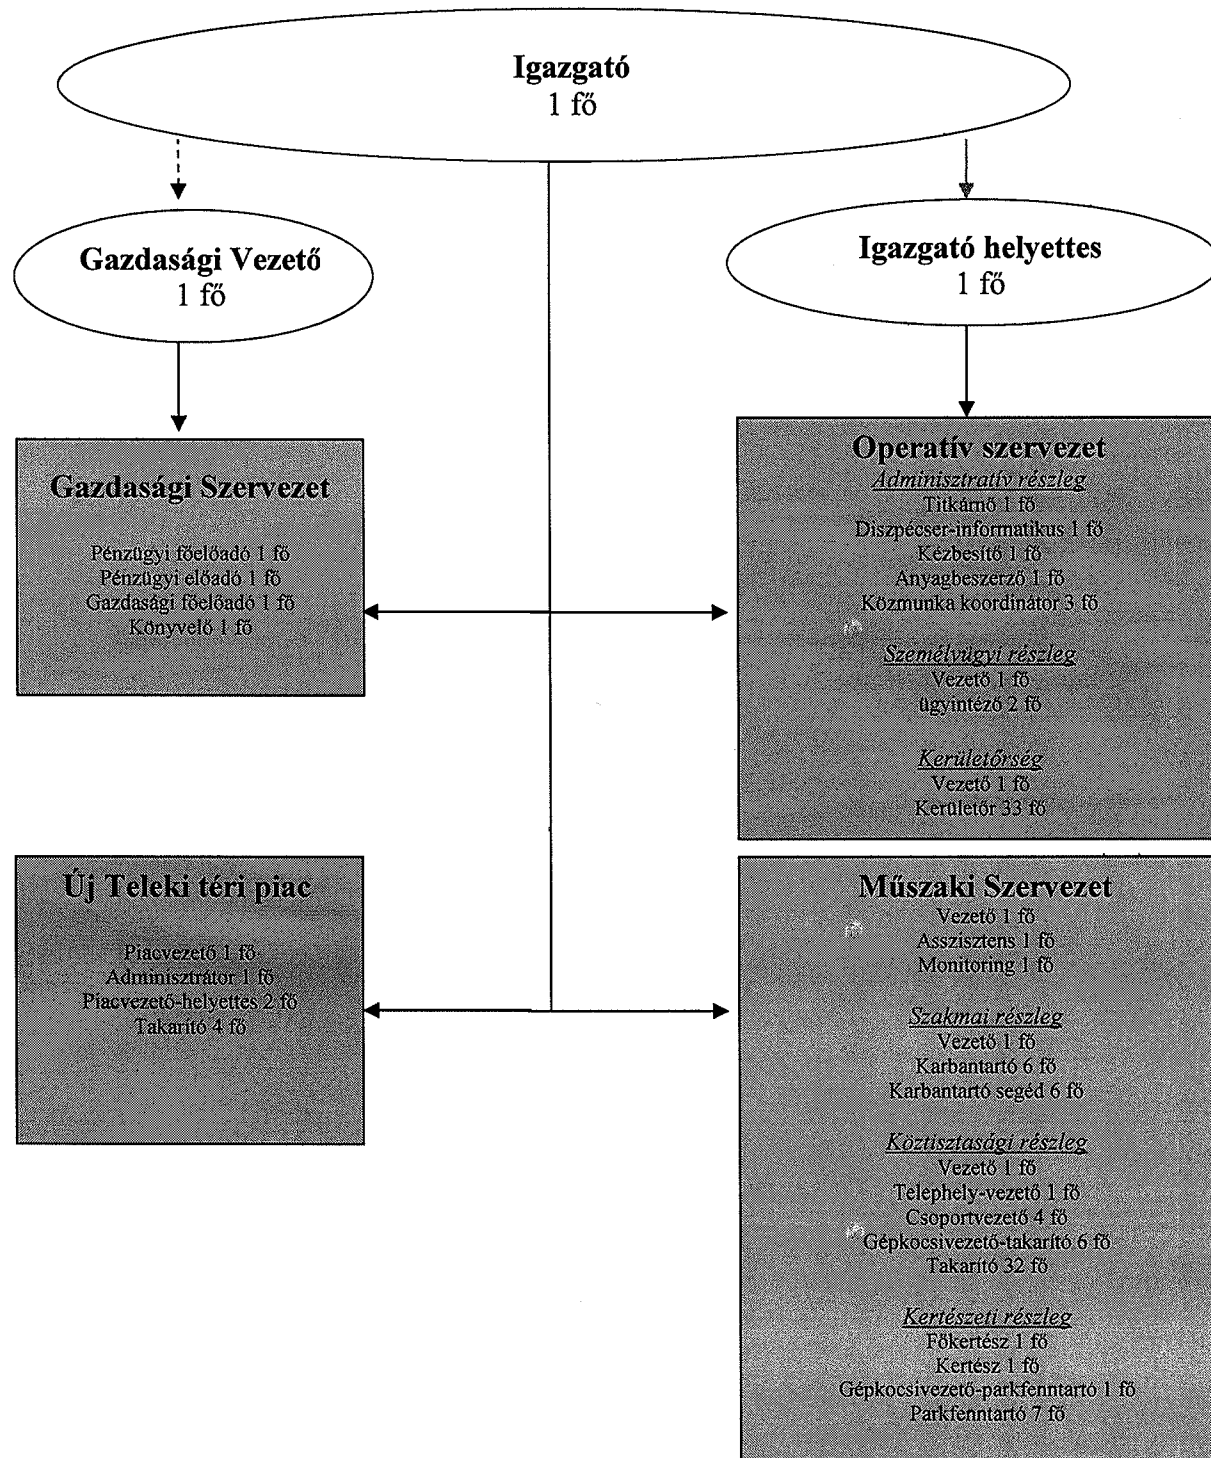 Igazgató
1 fő
Gazdasági Vezető
1 fő
Igazgató helyettes
1 fő
Gazdasági Szervezet
Pénzügyi főelőadó 1 fő
Pénzügyi előadó 1 fő
Gazdasági főelőadó 1 fő
Könyvelő 1 fő
Operatív szervezet
Adminisztratív részleg
Titkárnő 1 fő
Diszpécser-informatikus 1 fő
Kézbesítő 1 fő
Anyagbeszerző 1 fő
Közmunka koordinátor 3 fő
Személyügyi részleg
Vezető 1 fő
ügyintéző 2 fő
Kerületőrség
Vezető 1 fő
Kerületőr 33 fő
Új Teleki téri piac
Piacvezető 1 fő
Adminisztrátor 1 fő
Piacvezető-helyettes 2 fő
Takarító 4 fő
Műszaki Szervezet
Vezető 1 fő
Asszisztens 1 fő
Monitoring 1 fő
Szakmai részleg
Vezető 1 fő
Karbantartó 6 fő
Karbantartó segéd 6 fő
Köztisztasági részleg
Vezető 1 fő
Telephely-vezető 1 fő
Csoportvezető 4 fő
Gépkocsivezető-takarító 6 fő
Takarító 32 fő
Kertészeti részleg
Főkertész 1 fő
Kertész 1 fő
Gépkocsivezető-parkfenntartó 1 fő
Parkfenntartó 7 fő